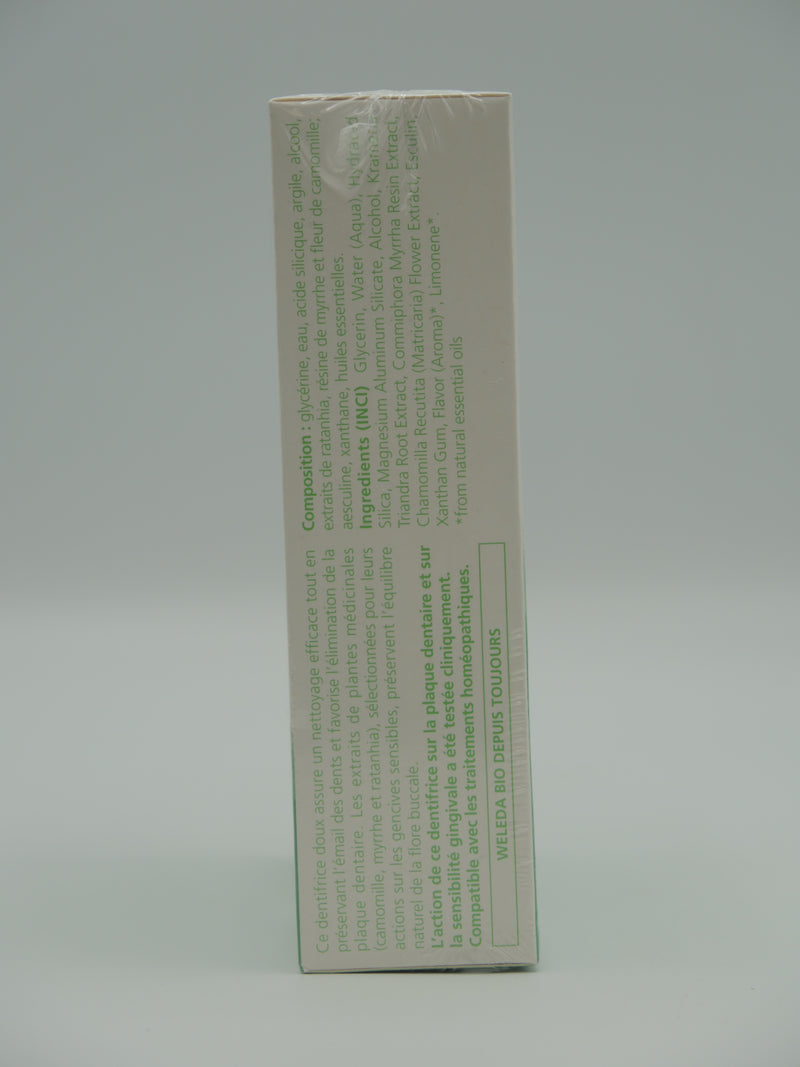 Ce dentifrice doux assure un nettoyage efficace tout en
préservant l'émail des dents et favorise l'élimination de la
plaque dentaire. Les extraits de plantes médicinales
(camomille, myrrhe et ratanhia), sélectionnées pour leurs
actions sur les gencives sensibles, préservent l'équilibre
naturel de la flore buccale.
L'action de ce dentifrice sur la plaque dentaire et sur
la sensibilité gingivale a été testée cliniquement.
Compatible avec les traitements homéopathiques.
WELEDA BIO DEPUIS TOUJOURS
Composition : glycérine, eau, acide silicique, argile, alcool,
extraits de ratanhia, résine de myrrhe et fleur de camomille;
aesculine, xanthane, huiles essentielles.
Ingredients (INCI) Glycerin, Water (Aqua), Hydrated
Silica, Magnesium Aluminum Silicate, Alcohol, Krameria
Triandra Root Extract, Commiphora Myrrha Resin Extract,
Chamomilla Recutita (Matricaria) Flower Extract, Esculin,
Xanthan Gum, Flavor (Aroma)*, Limonene*.
*from natural essential oils